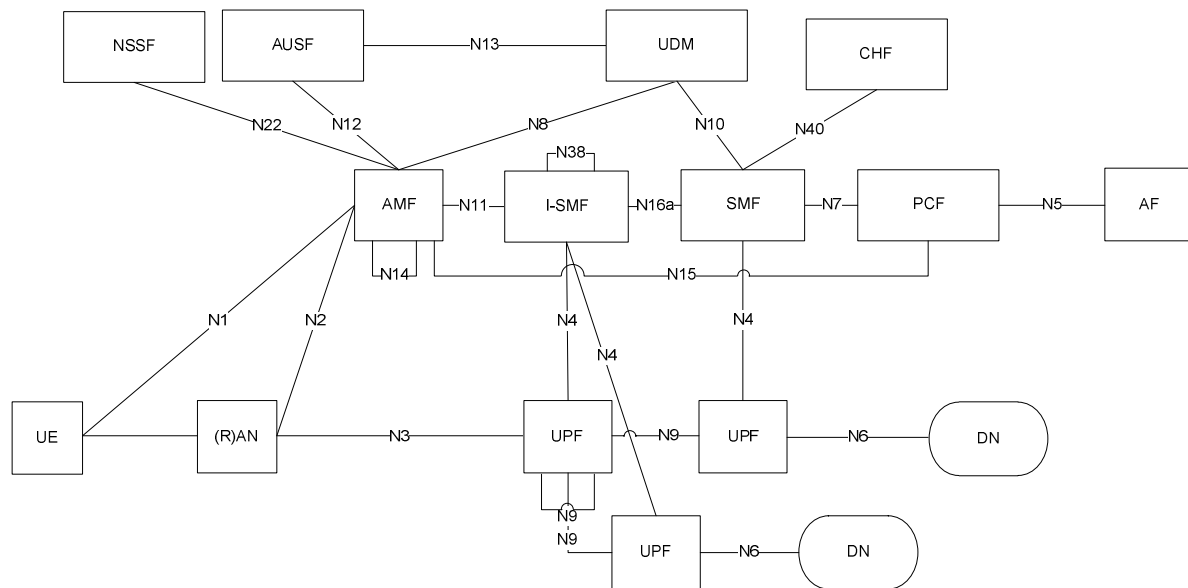 NSSF
AUSF
N13
UDM
CHF
N22
N12
N8
N10
N40
N38
AMF
N11
I-SMF
N16a
SMF
N7
PCF
N5
AF
N14
N15
N1
N2
N4
N4
N4
UE
(R)AN
N3
UPF
N9
UPF
N6
DN
N9
N9
UPF
N6
DN